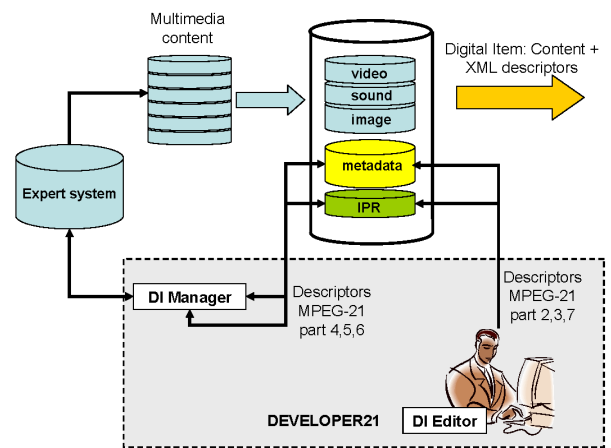 Multimedia
content
Digital Item: Content +
XML descriptors
video
sound
image
metadata
IPR
Expert system
DI Manager
Descriptors
MPEG-21
part 4,5,6
Descriptors
MPEG-21
part 2,3,7
DEVELOPER21
DI Editor